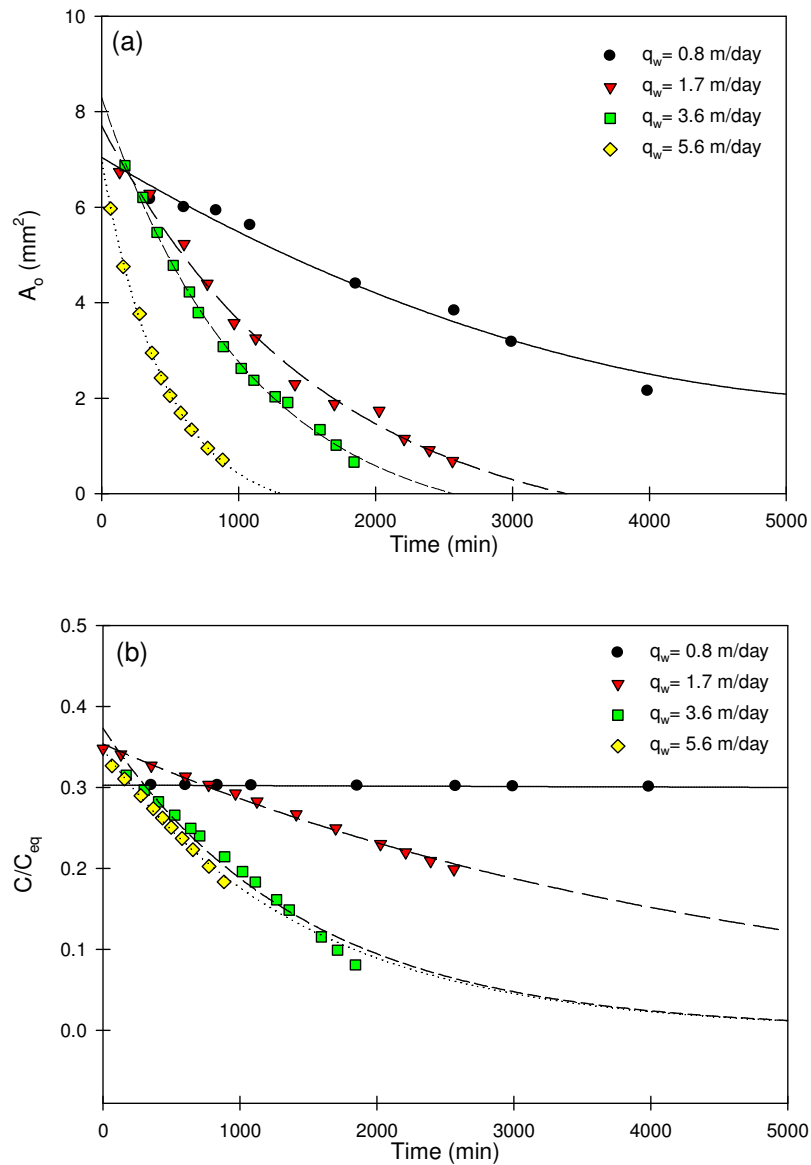 (a)
q_w= 0.8 m/day
q_w= 1.7 m/day
q_w= 3.6 m/day
q_w= 5.6 m/day
A_o (mm²)
10
8
6
4
2
0
0 1000 2000 3000 4000 5000
Time (min)
(b)
q_w= 0.8 m/day
q_w= 1.7 m/day
q_w= 3.6 m/day
q_w= 5.6 m/day
C/C_eq
0.5
0.4
0.3
0.2
0.1
0.0
0 1000 2000 3000 4000 5000
Time (min)